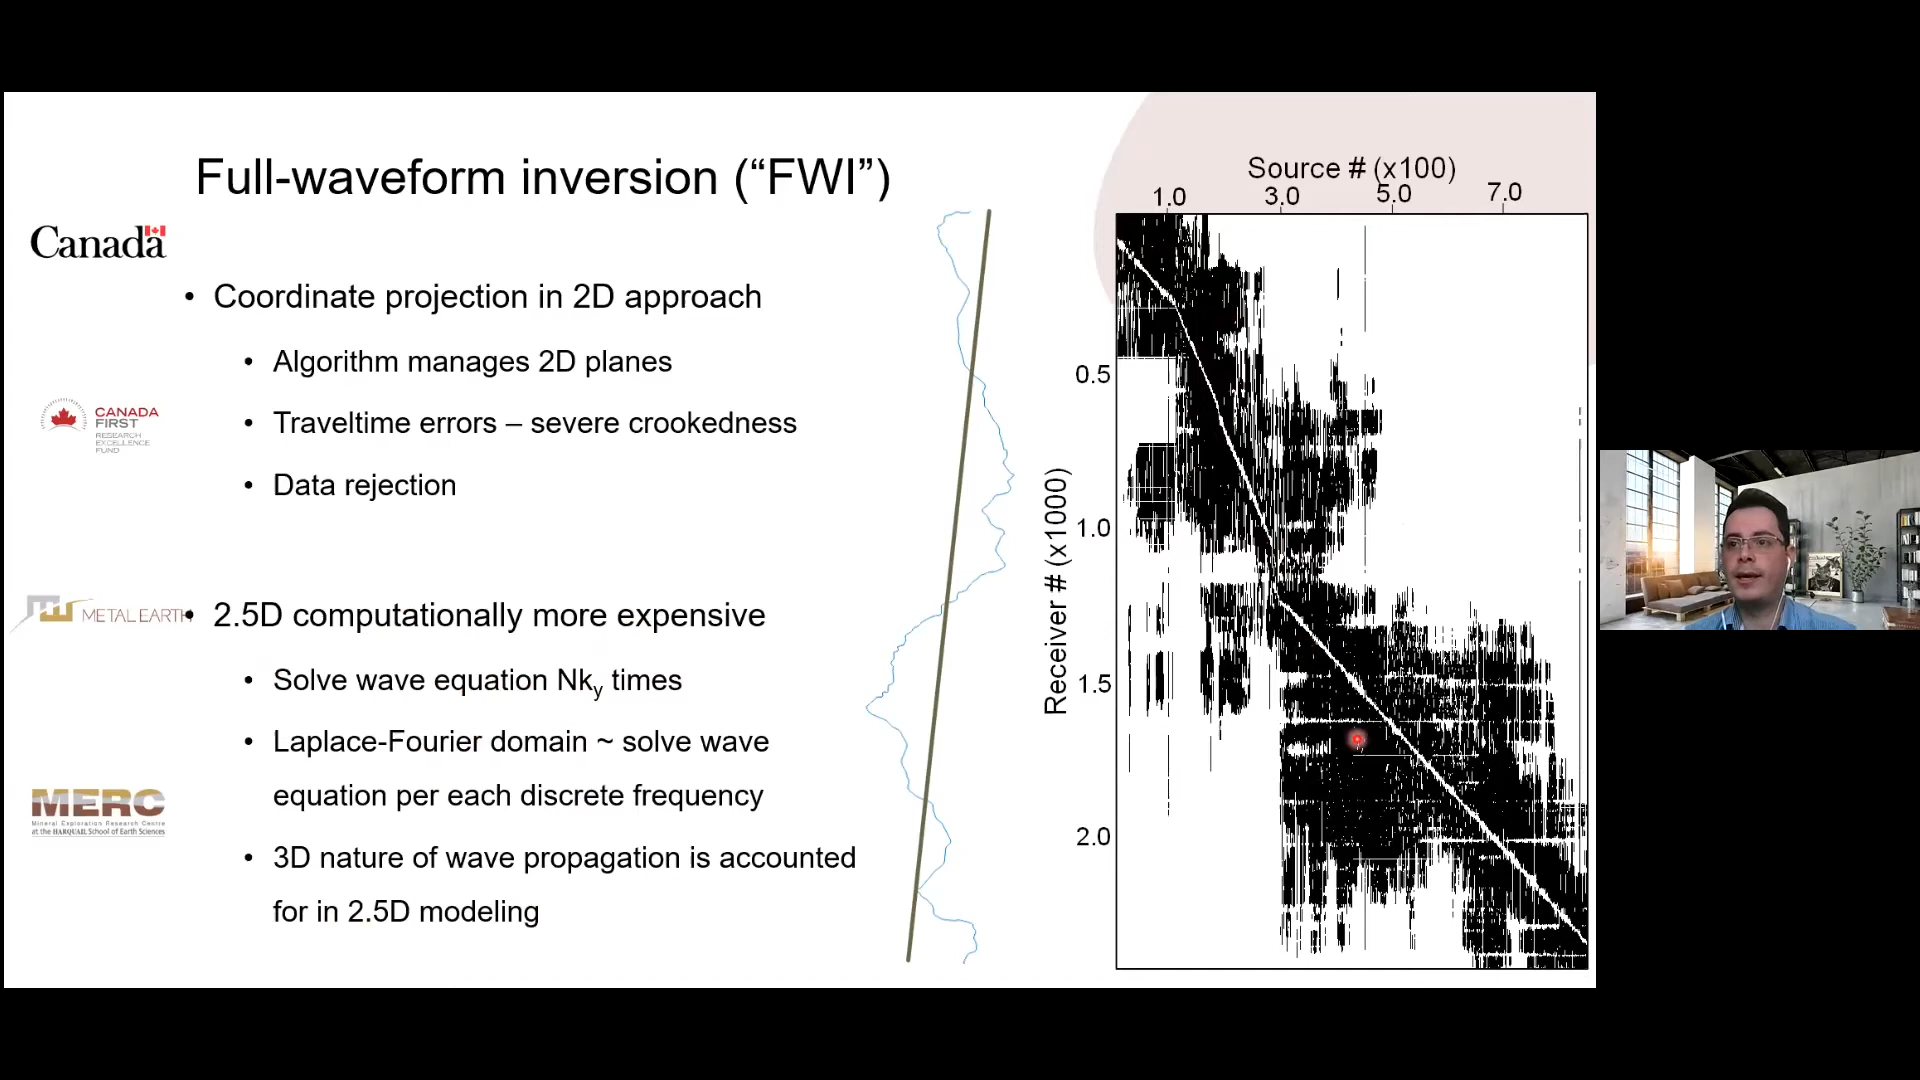 Full-waveform inversion (“FWI”)
Canada
• Coordinate projection in 2D approach
• Algorithm manages 2D planes
CANADA
FIRST
RESEARCH
EXCELLENCE
FUND
• Traveltime errors – severe crookedness
• Data rejection
METAL EARTH
• 2.5D computationally more expensive
• Solve wave equation Nky times
• Laplace-Fourier domain ~ solve wave
equation per each discrete frequency
MERC
Mineral Exploration Research Centre
at the HARQUAIL School of Earth Sciences
• 3D nature of wave propagation is accounted
for in 2.5D modeling
Source # (x100)
1.0 3.0 5.0 7.0
Receiver # (x1000)
0.5
1.0
1.5
2.0